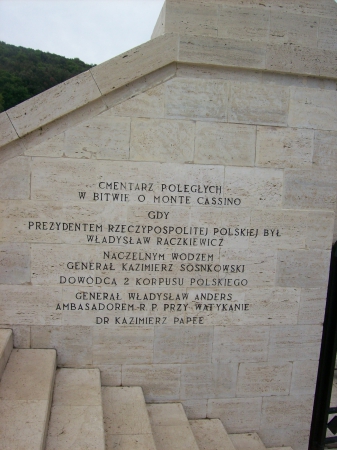 CMENTARZ POLEGŁYCH
W BITWIE O MONTE CASSINO
GDY
PREZYDENTEM RZECZYPOSPOLITEJ POLSKIEJ BYŁ
WŁADYSŁAW RACZKIEWICZ
NACZELNYM WODZEM
GENERAŁ KAZIMIERZ SOSNKOWSKI
DOWÓDCĄ 2 KORPUSU POLSKIEGO
GENERAŁ WŁADYSŁAW ANDERS
AMBASADOREM R.P. PRZY WATYKANIE
DR KAZIMIERZ PAPÉE